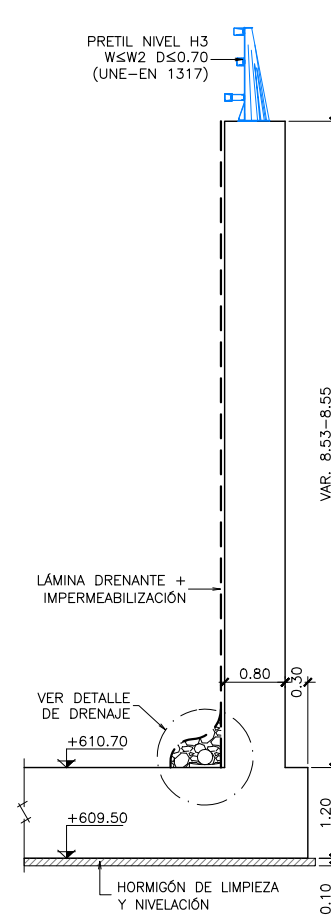 PRETIL NIVEL H3
W≤W2 D≤0.70
(UNE-EN 1317)
VAR. 8.53-8.55
LÁMINA DRENANTE +
IMPERMEABILIZACIÓN
0.80
0.30
VER DETALLE
DE DRENAJE
+610.70
+609.50
1.20
HORMIGÓN DE LIMPIEZA
Y NIVELACIÓN
0.10